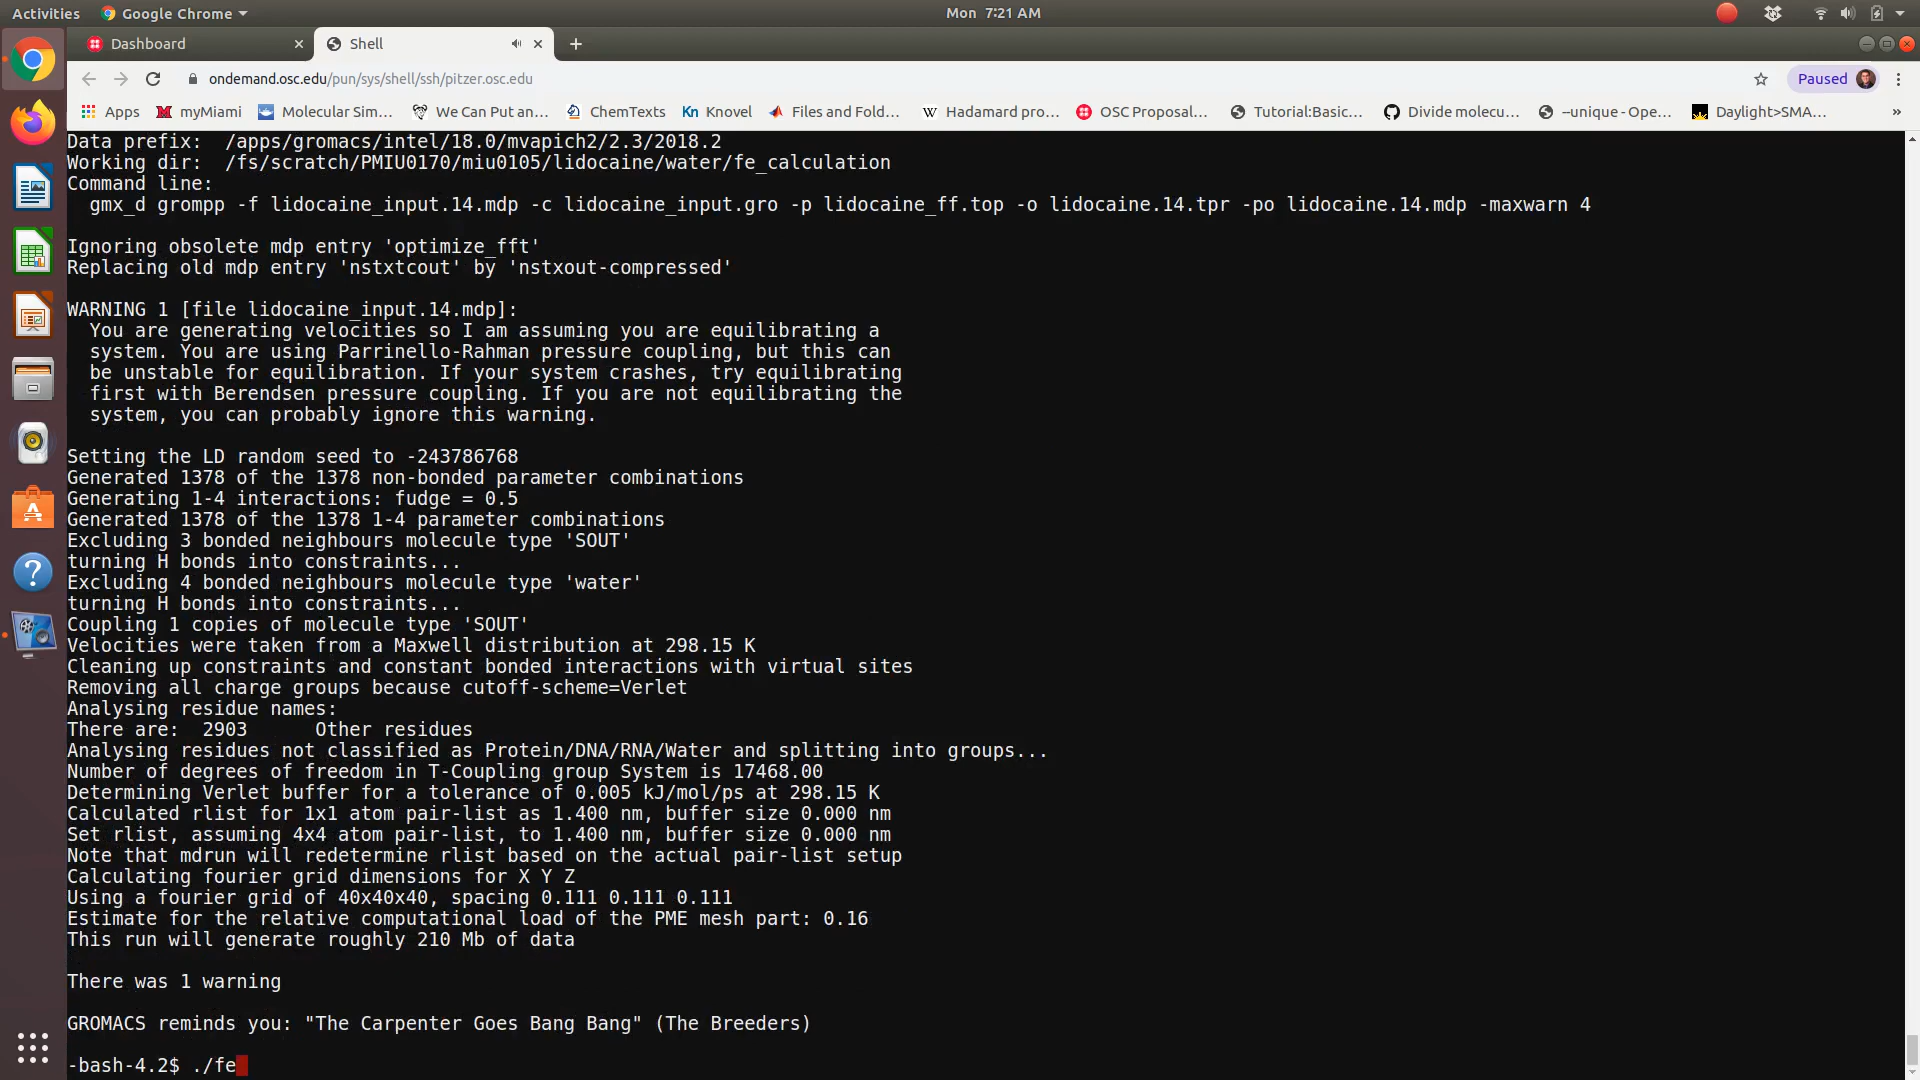 Activities
Google Chrome
Mon 7:21 AM
Dashboard
Shell
ondemand.osc.edu/pun/sys/shell/ssh/pitzer.osc.edu
Paused
Apps
myMiami
Molecular Sim...
We Can Put an...
ChemTexts
Kn Knovel
Files and Fold...
W Hadamard pro...
OSC Proposal...
Tutorial:Basic...
Divide molecu...
--unique - Ope...
Daylight>SMA...
»
Data prefix:  /apps/gromacs/intel/18.0/mvapich2/2.3/2018.2
Working dir:  /fs/scratch/PMIU0170/miu0105/lidocaine/water/fe_calculation
Command line:
  gmx_d grompp -f lidocaine_input.14.mdp -c lidocaine_input.gro -p lidocaine_ff.top -o lidocaine.14.tpr -po lidocaine.14.mdp -maxwarn 4
Ignoring obsolete mdp entry 'optimize_fft'
Replacing old mdp entry 'nstxtcout' by 'nstxout-compressed'
WARNING 1 [file lidocaine_input.14.mdp]:
  You are generating velocities so I am assuming you are equilibrating a
  system. You are using Parrinello-Rahman pressure coupling, but this can
  be unstable for equilibration. If your system crashes, try equilibrating
  first with Berendsen pressure coupling. If you are not equilibrating the
  system, you can probably ignore this warning.
Setting the LD random seed to -243786768
Generated 1378 of the 1378 non-bonded parameter combinations
Generating 1-4 interactions: fudge = 0.5
Generated 1378 of the 1378 1-4 parameter combinations
Excluding 3 bonded neighbours molecule type 'SOUT'
turning H bonds into constraints...
Excluding 4 bonded neighbours molecule type 'water'
turning H bonds into constraints...
Coupling 1 copies of molecule type 'SOUT'
Velocities were taken from a Maxwell distribution at 298.15 K
Cleaning up constraints and constant bonded interactions with virtual sites
Removing all charge groups because cutoff-scheme=Verlet
Analysing residue names:
There are:  2903      Other residues
Analysing residues not classified as Protein/DNA/RNA/Water and splitting into groups...
Number of degrees of freedom in T-Coupling group System is 17468.00
Determining Verlet buffer for a tolerance of 0.005 kJ/mol/ps at 298.15 K
Calculated rlist for 1x1 atom pair-list as 1.400 nm, buffer size 0.000 nm
Set rlist, assuming 4x4 atom pair-list, to 1.400 nm, buffer size 0.000 nm
Note that mdrun will redetermine rlist based on the actual pair-list setup
Calculating fourier grid dimensions for X Y Z
Using a fourier grid of 40x40x40, spacing 0.111 0.111 0.111
Estimate for the relative computational load of the PME mesh part: 0.16
This run will generate roughly 210 Mb of data
There was 1 warning
GROMACS reminds you: "The Carpenter Goes Bang Bang" (The Breeders)
-bash-4.2$ ./fe